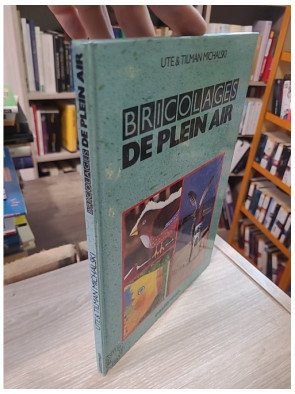 UTE & TILMAN MICHALSKI
BRICOLAGES
DE PLEIN AIR
BRICOLAGES DE PLEIN AIR
UTE & TILMAN MICHALSKI